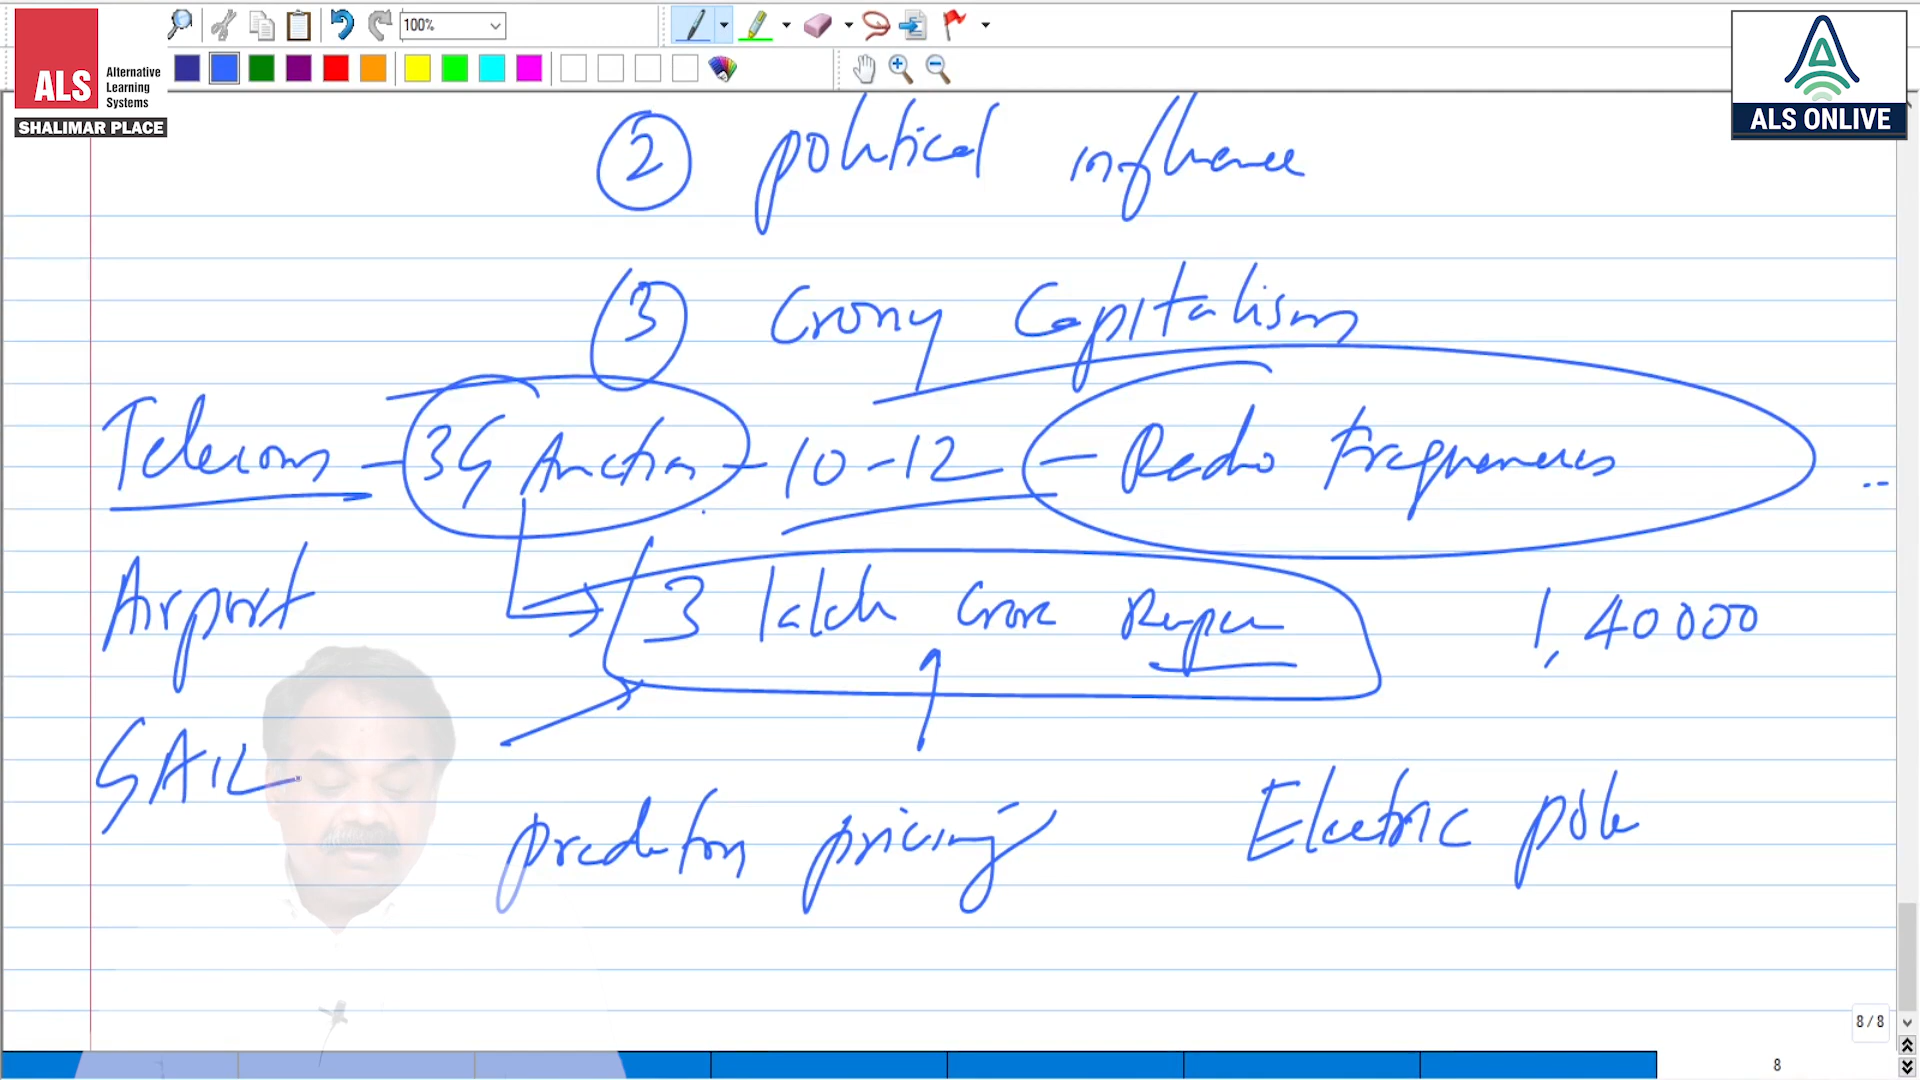 100%
ALS
Alternative
Learning
Systems
SHALIMAR PLACE
ALS ONLIVE
2 political influence
3 Crony Capitalism
Telecom - 3G Auction - 10-12 - Radio Frequencies ..
Airport
3 lakh Crore Rupee 1,40000
SAIL
predatory pricing Electric pole
8/8
8